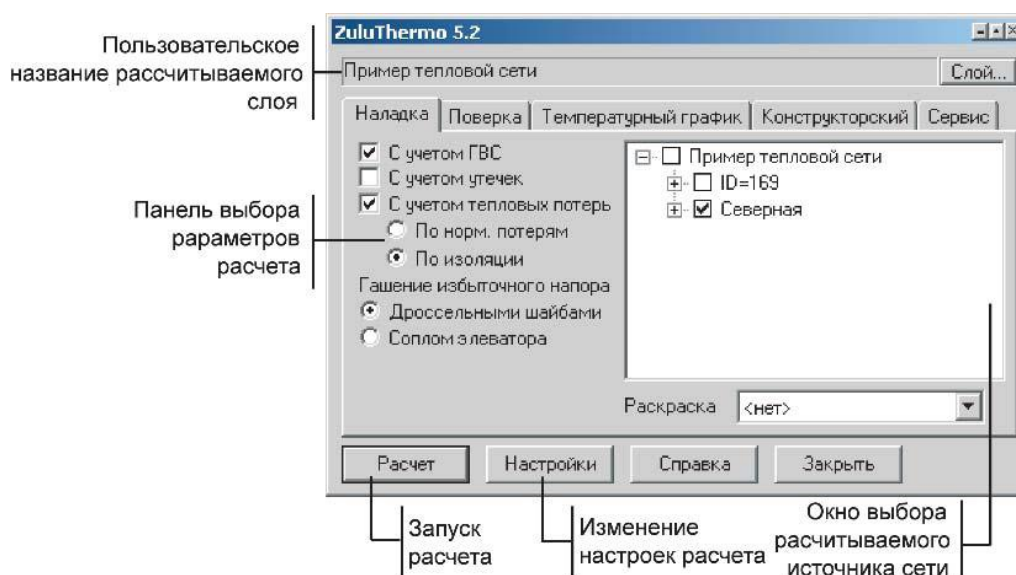 ZuluThermo 5.2
Пользовательское
название рассчитываемого
слоя
Пример тепловой сети
Слой...
Наладка Поверка Температурный график Конструкторский Сервис
С учетом ГВС
С учетом утечек
С учетом тепловых потерь
По норм. потерям
По изоляции
Гашение избыточного напора
Дроссельными шайбами
Соплом элеватора
Пример тепловой сети
ID=169
Северная
Панель выбора
рараметров
расчета
Раскраска <нет>
Расчет Настройки Справка Закрыть
Запуск
расчета
Изменение
настроек расчета
Окно выбора
расчитываемого
источника сети